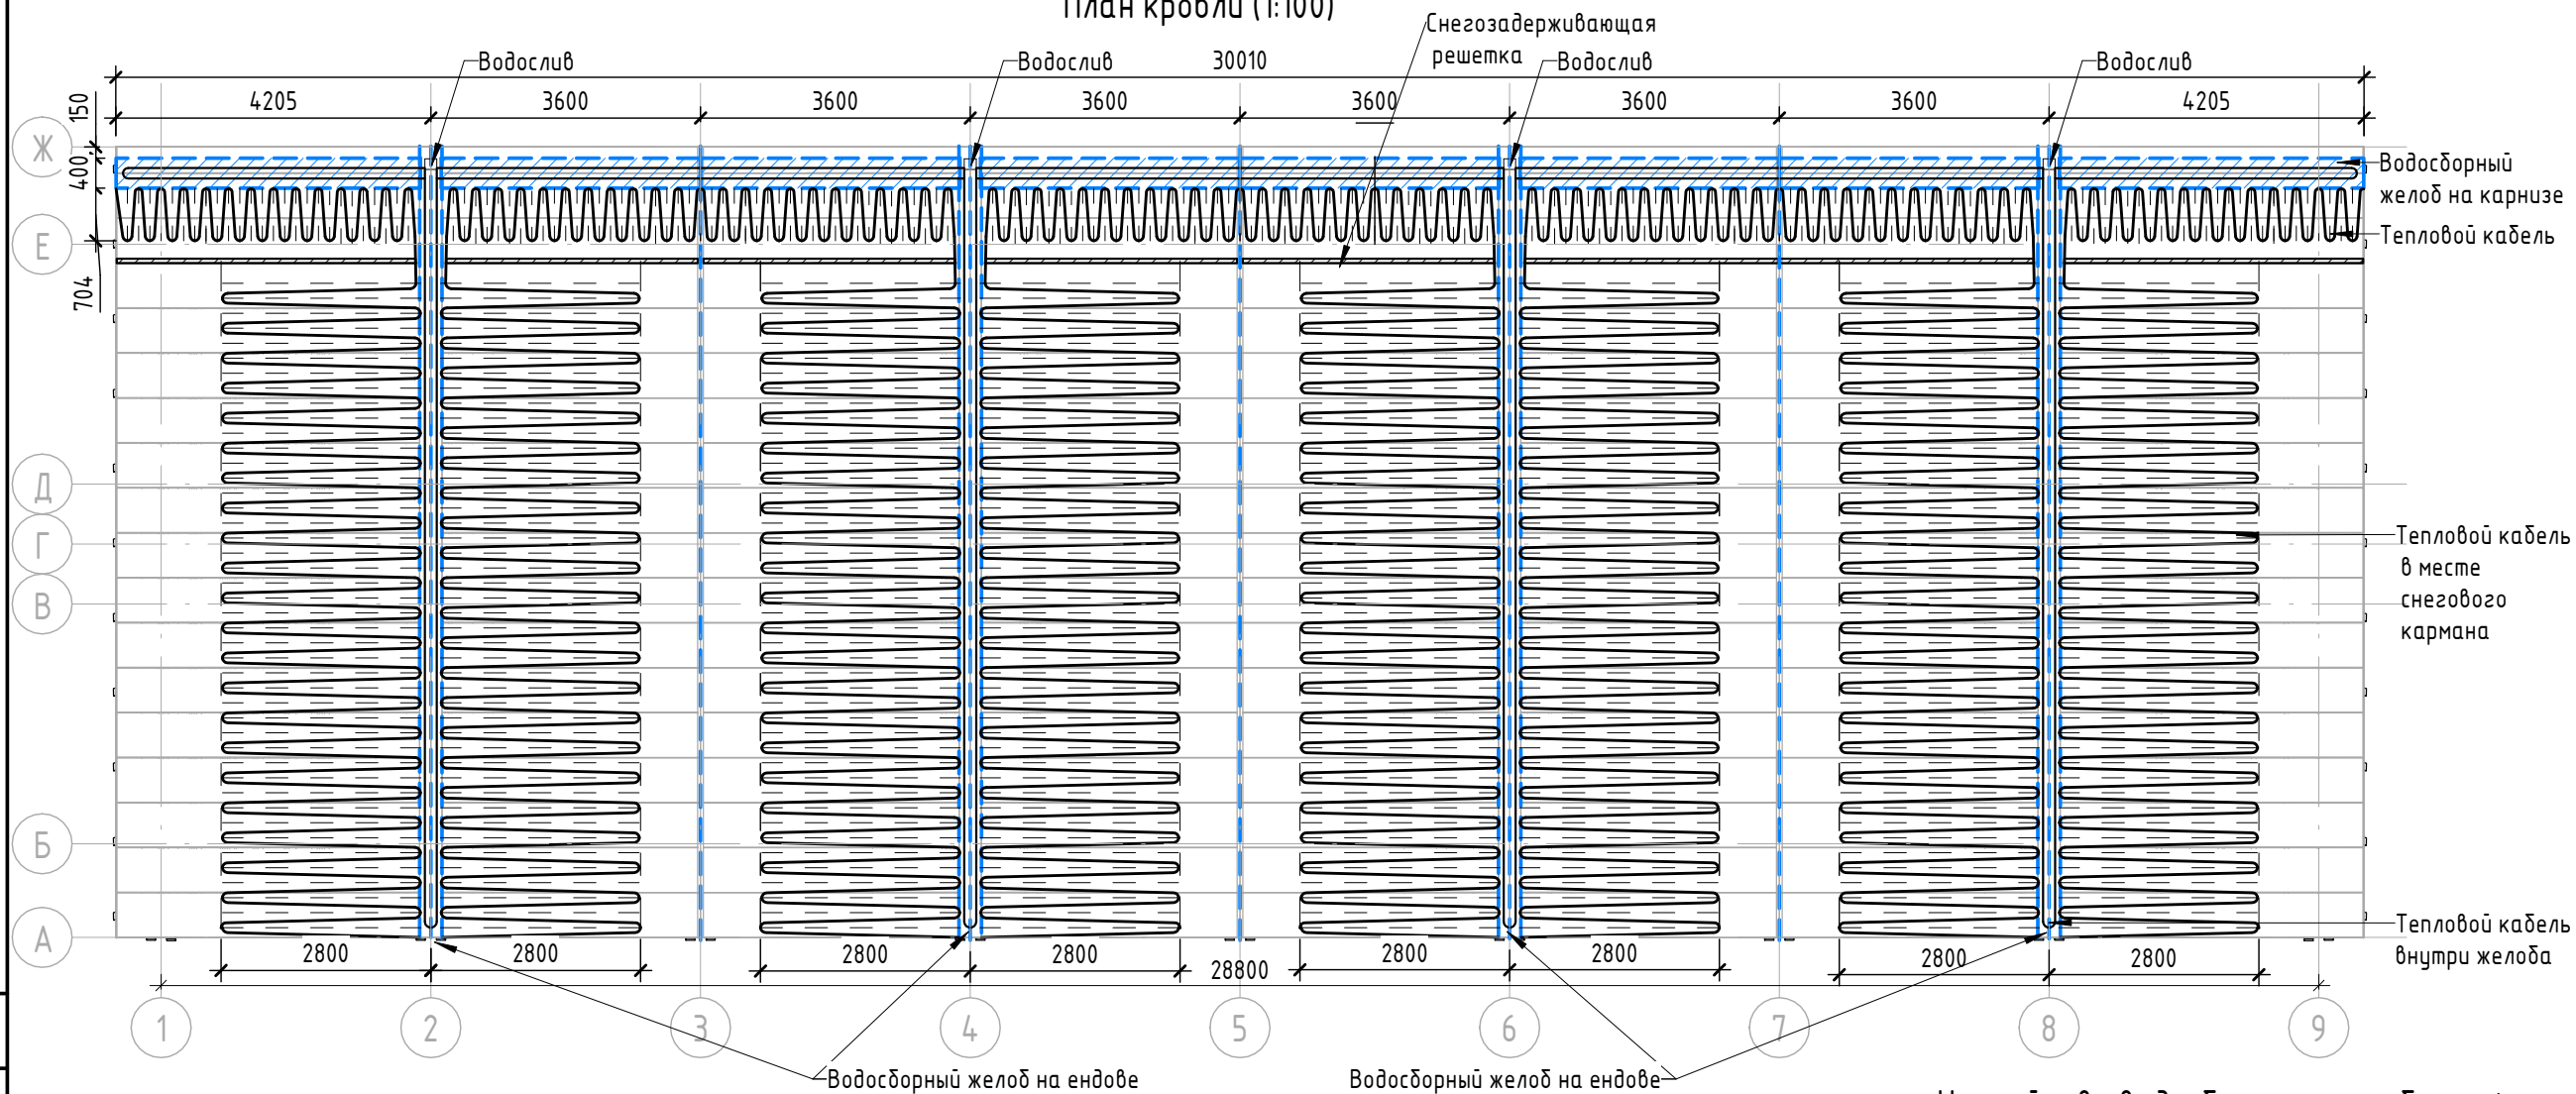 План кровли (1:100)
Снегозадерживающая
решетка
Водослив
Водослив
30010
Водослив
Водослив
4205
3600
3600
3600
3600
3600
3600
4205
150
400
704
Ж
Е
Д
Г
В
Б
А
Водосборный
желоб на карнизе
Тепловой кабель
Тепловой кабель
в месте
снегового
кармана
Тепловой кабель
внутри желоба
2800
2800
2800
2800
2800
2800
2800
2800
28800
1
2
3
4
5
6
7
8
9
Водосборный желоб на ендове
Водосборный желоб на ендове